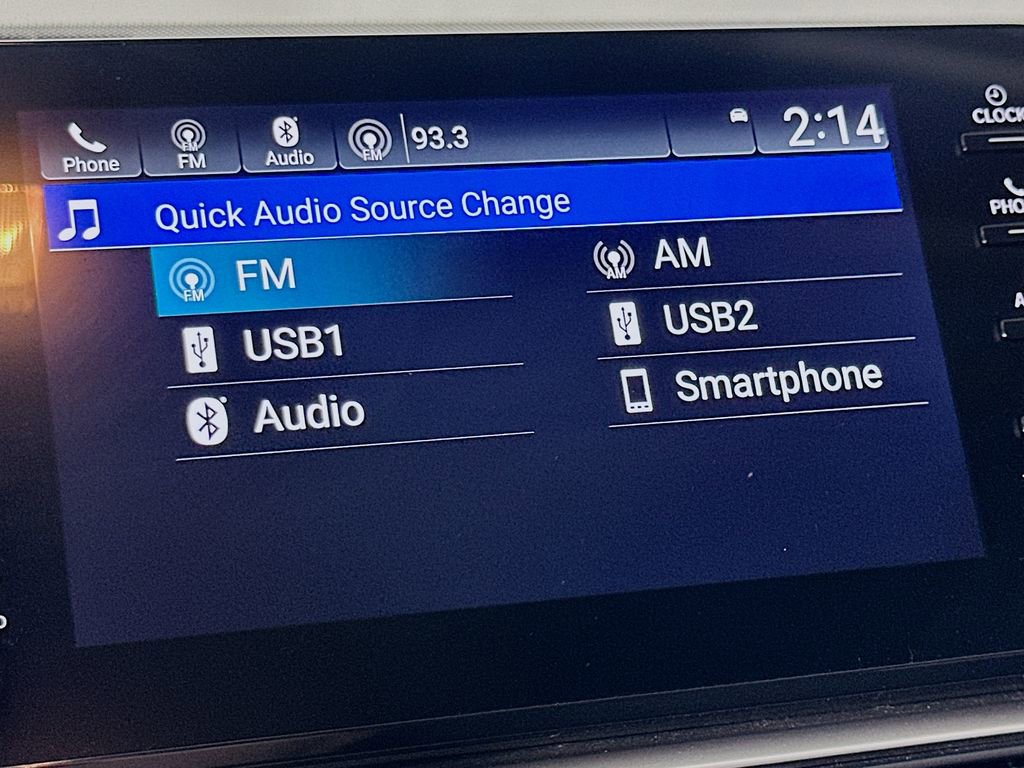 Phone FM FM Audio FM 93.3 2:14
CLOCK
Quick Audio Source Change
FM FM AM AM
USB1 USB2
Audio Smartphone